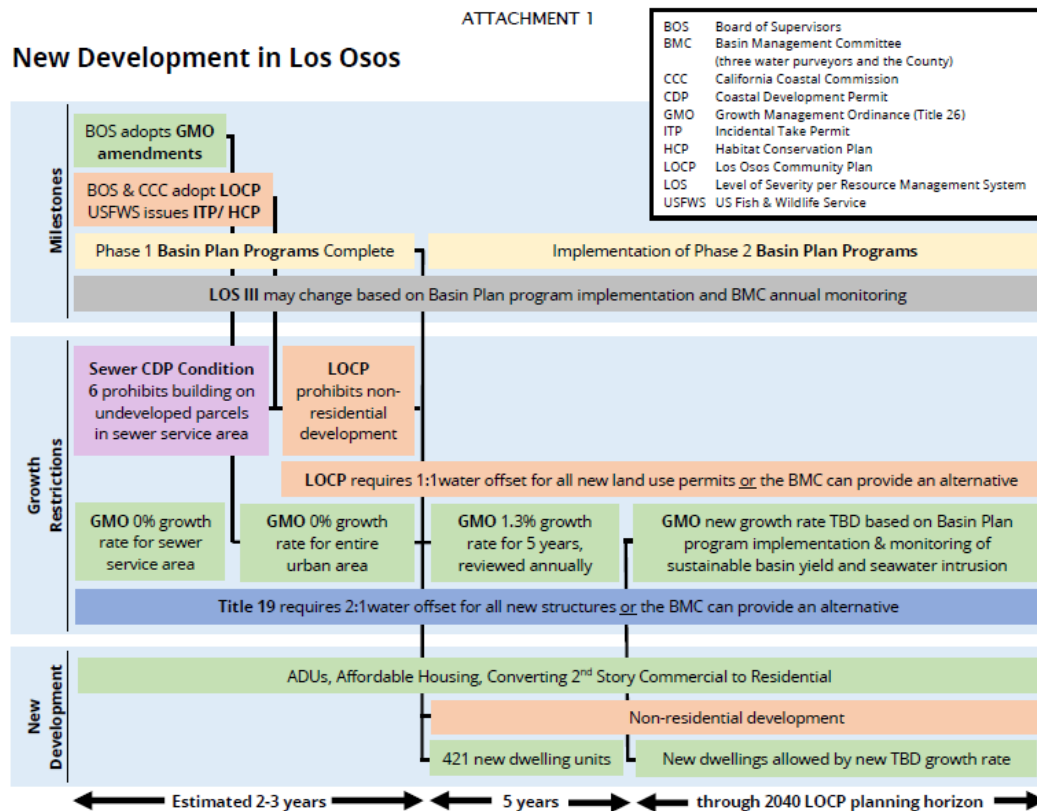 ATTACHMENT 1
New Development in Los Osos
BOS Board of Supervisors
BMC Basin Management Committee
(three water purveyors and the County)
CCC California Coastal Commission
CDP Coastal Development Permit
GMO Growth Management Ordinance (Title 26)
ITP Incidental Take Permit
HCP Habitat Conservation Plan
LOCP Los Osos Community Plan
LOS Level of Severity per Resource Management System
USFWS US Fish & Wildlife Service
Milestones
BOS adopts GMO
amendments
BOS & CCC adopt LOCP
USFWS issues ITP/ HCP
Phase 1 Basin Plan Programs Complete
Implementation of Phase 2 Basin Plan Programs
LOS III may change based on Basin Plan program implementation and BMC annual monitoring
Growth
Restrictions
Sewer CDP Condition
6 prohibits building on
undeveloped parcels
in sewer service area
LOCP
prohibits non-
residential
development
LOCP requires 1:1water offset for all new land use permits or the BMC can provide an alternative
GMO 0% growth
rate for sewer
service area
GMO 0% growth
rate for entire
urban area
GMO 1.3% growth
rate for 5 years,
reviewed annually
GMO new growth rate TBD based on Basin Plan
program implementation & monitoring of
sustainable basin yield and seawater intrusion
Title 19 requires 2:1water offset for all new structures or the BMC can provide an alternative
New
Development
ADUs, Affordable Housing, Converting 2nd Story Commercial to Residential
Non-residential development
421 new dwelling units
New dwellings allowed by new TBD growth rate
Estimated 2-3 years
5 years
through 2040 LOCP planning horizon